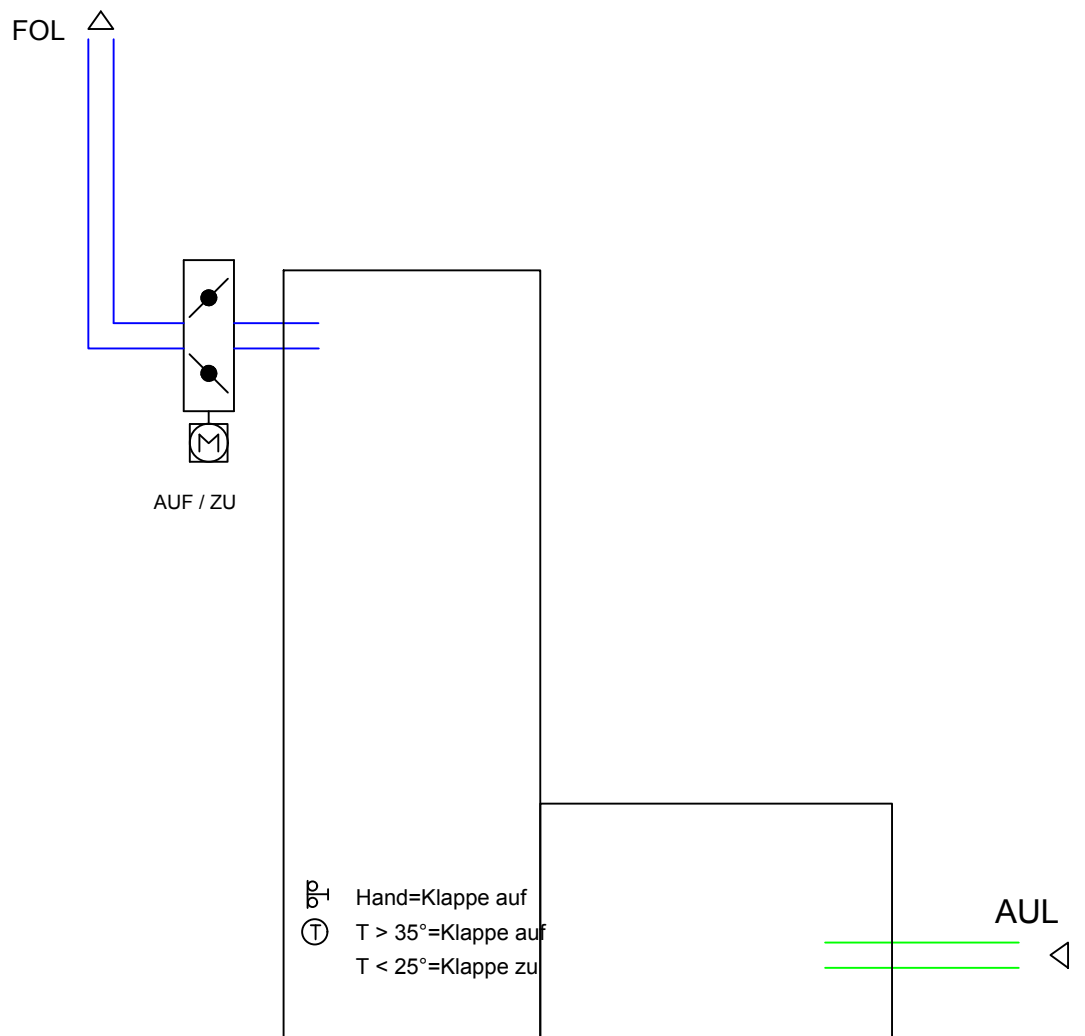 FOL
M
AUF / ZU
Hand=Klappe auf
T
T > 35°=Klappe auf
T < 25°=Klappe zu
AUL